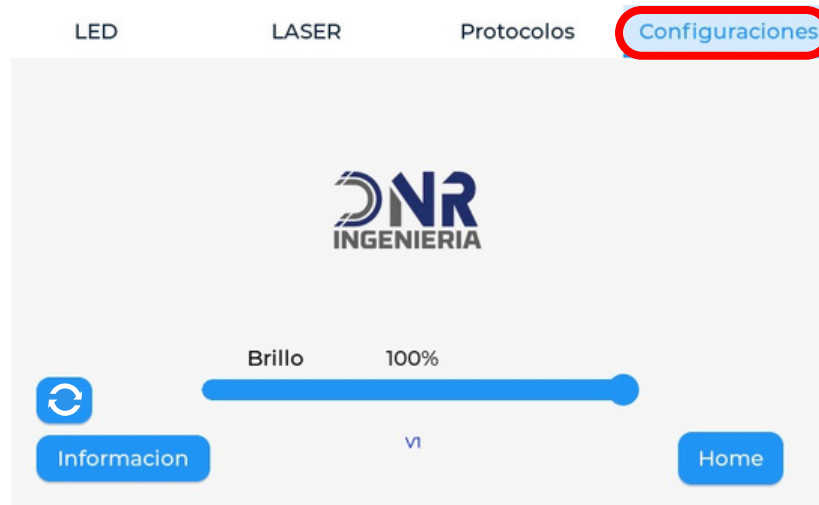 LED LASER Protocolos Configuraciones
DNR
INGENIERIA
Brillo 100%
V1
Informacion Home